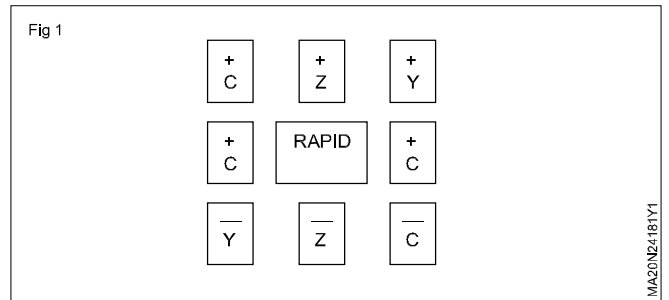 Fig 1
+ + +
C Z Y
+ RAPID +
C C
— — —
Y Z C
MA20N24181Y1